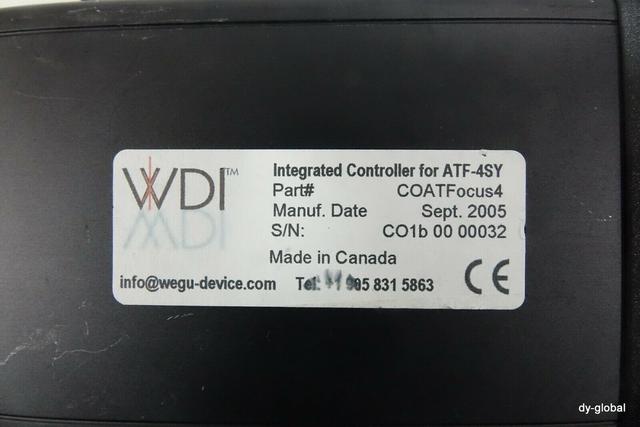 WDI™
Integrated Controller for ATF-4SY
Part# COATFocus4
Manuf. Date Sept. 2005
S/N: CO1b 00 00032
Made in Canada
info@wegu-device.com Tel: 831 5863
CE
dy-global